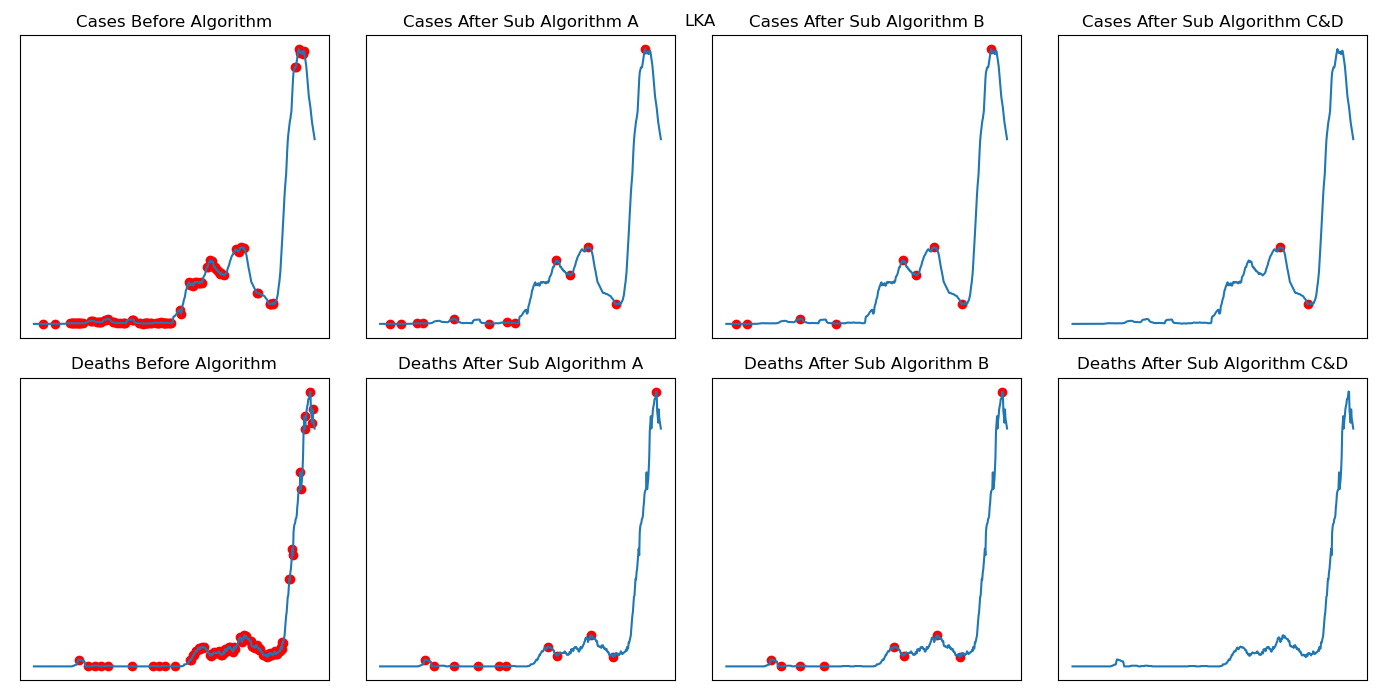 LKA
Cases Before Algorithm
Cases After Sub Algorithm A
Cases After Sub Algorithm B
Cases After Sub Algorithm C&D
Deaths Before Algorithm
Deaths After Sub Algorithm A
Deaths After Sub Algorithm B
Deaths After Sub Algorithm C&D